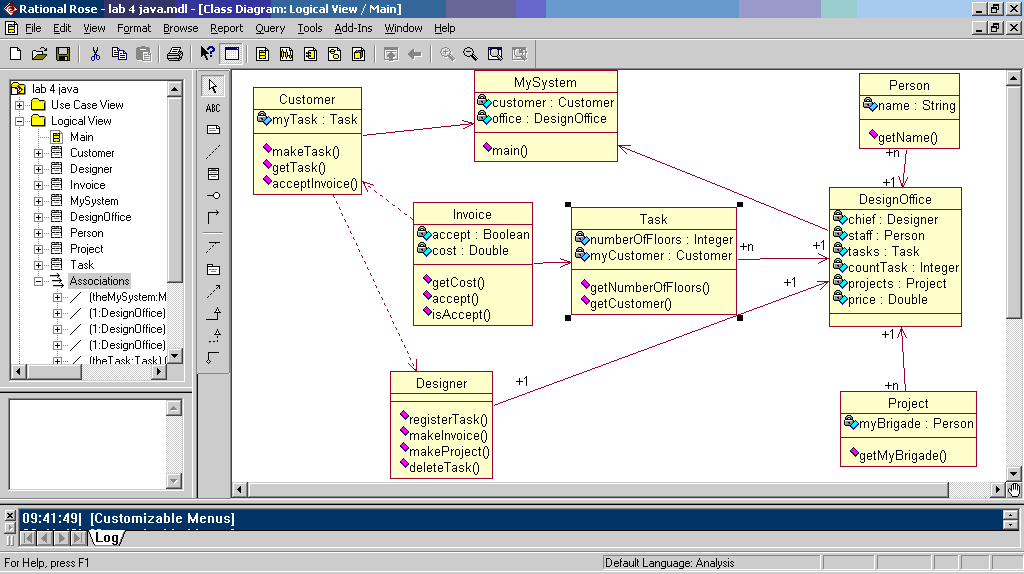 Rational Rose - lab 4 java.mdl - [Class Diagram: Logical View / Main]
File Edit View Format Browse Report Query Tools Add-Ins Window Help
lab 4 java
Use Case View
Logical View
Main
Customer
Designer
Invoice
MySystem
DesignOffice
Person
Project
Task
Associations
(theMySystem:M
(1:DesignOffice)
(1:DesignOffice)
(1:DesignOffice)
(theTask:Task) (
ABC
Customer
myTask : Task
makeTask()
getTask()
acceptInvoice()
MySystem
customer : Customer
office : DesignOffice
main()
Person
name : String
getName()
+n
+1
Invoice
accept : Boolean
cost : Double
getCost()
accept()
isAccept()
Task
numberOfFloors : Integer
myCustomer : Customer
getNumberOfFloors()
getCustomer()
+n
+1
+1
DesignOffice
chief : Designer
staff : Person
tasks : Task
countTask : Integer
projects : Project
price : Double
+1
+n
Designer
registerTask()
makeInvoice()
makeProject()
deleteTask()
+1
Project
myBrigade : Person
getMyBrigade()
09:41:49| [Customizable Menus]
Log
For Help, press F1
Default Language: Analysis